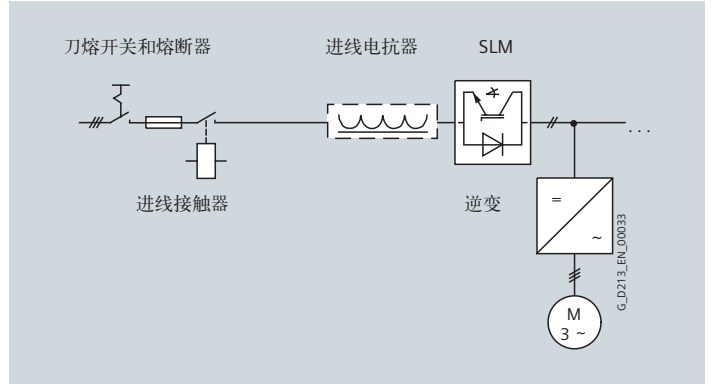 刀熔开关和熔断器
进线电抗器
SLM
进线接触器
逆变
. . .
=
~
G_D213_EN_00033
M
3 ~